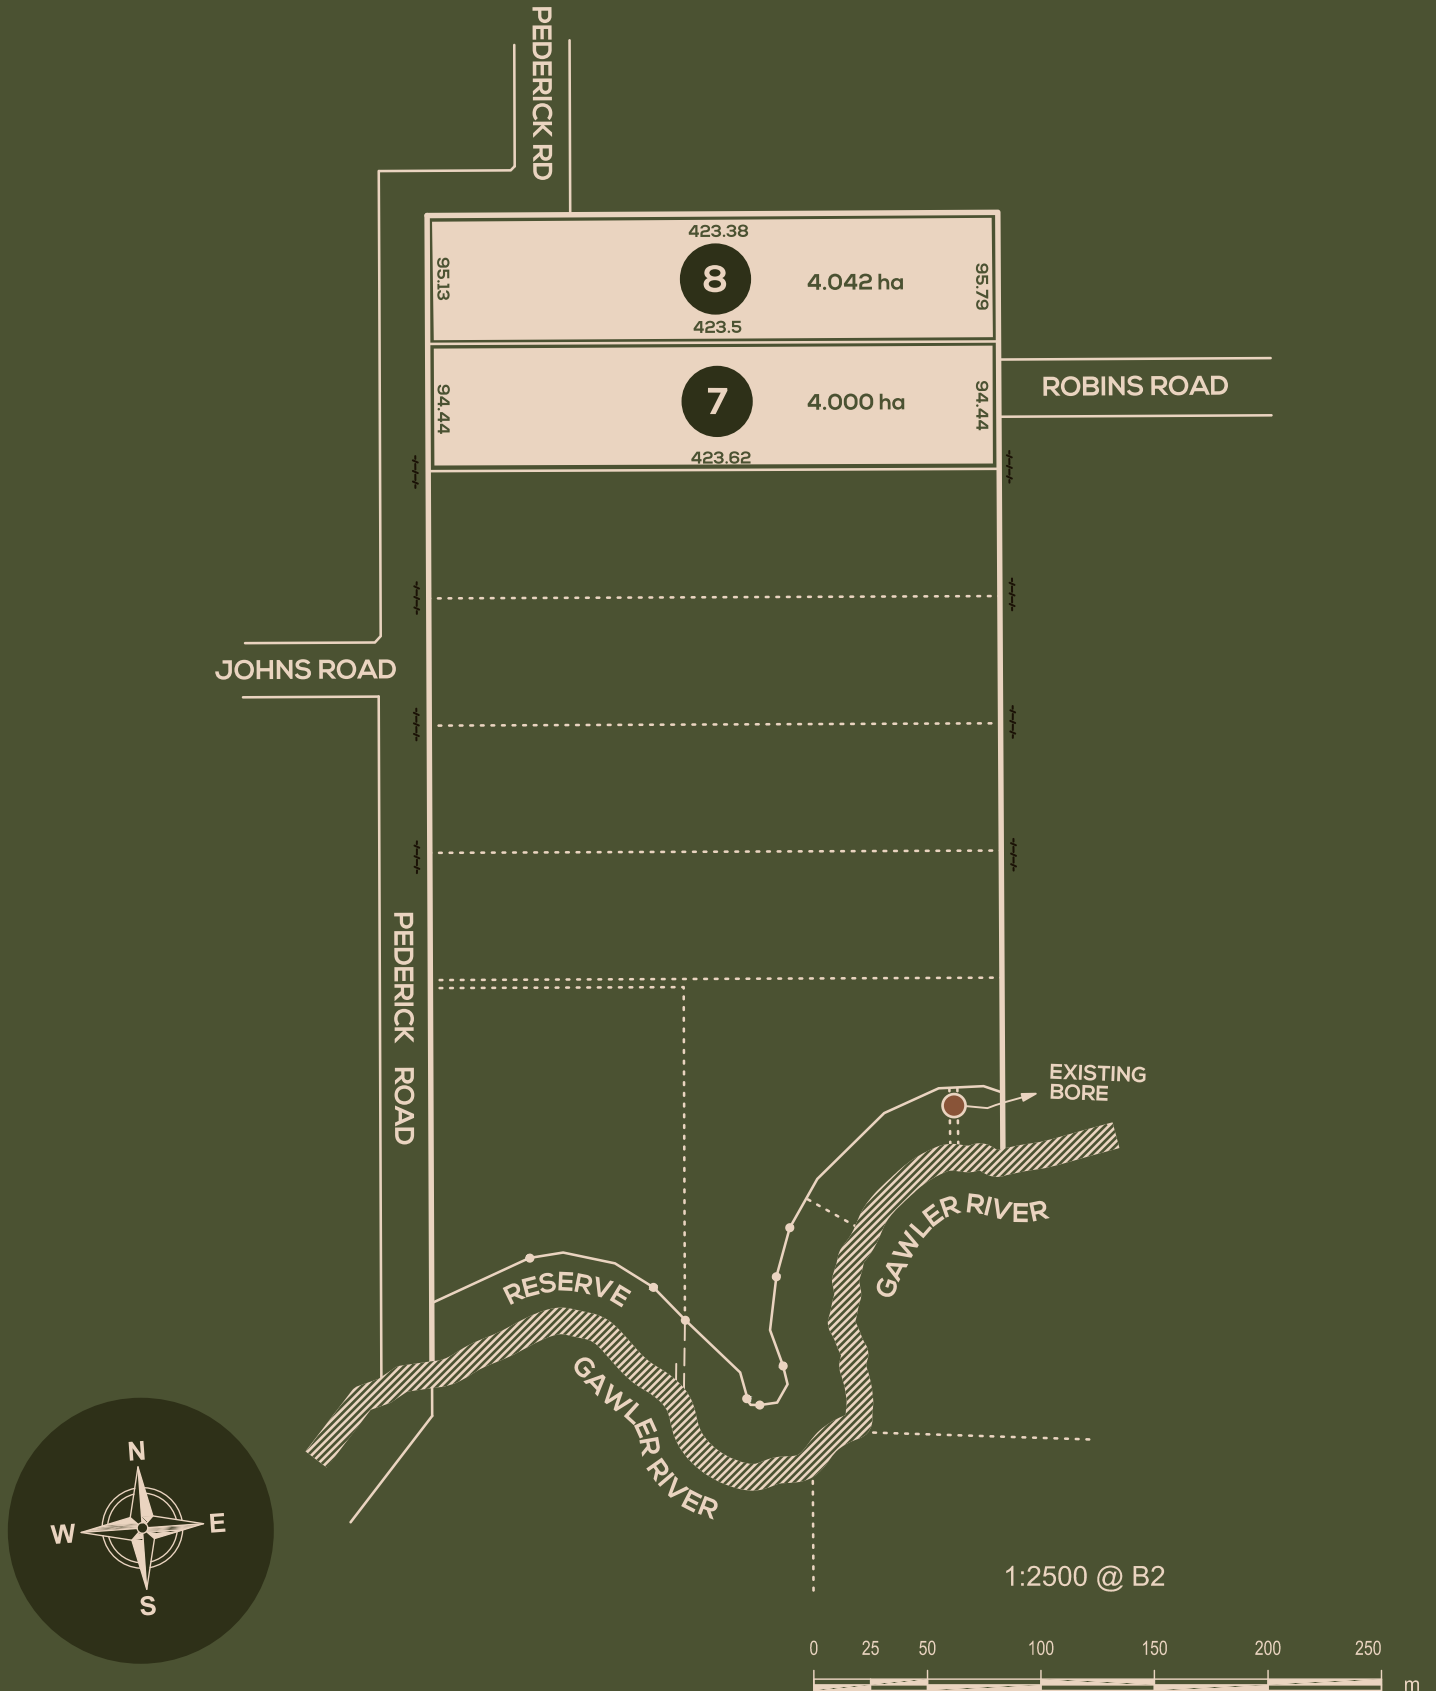 PEDERICK RD
423.38
95.13
8
4.042 ha
95.79
423.5
94.44
7
4.000 ha
94.44
423.62
ROBINS ROAD
JOHNS ROAD
PEDERICK ROAD
EXISTING
BORE
GAWLER RIVER
RESERVE
GAWLER RIVER
N
W
E
S
1:2500 @ B2
0 25 50 100 150 200 250
m